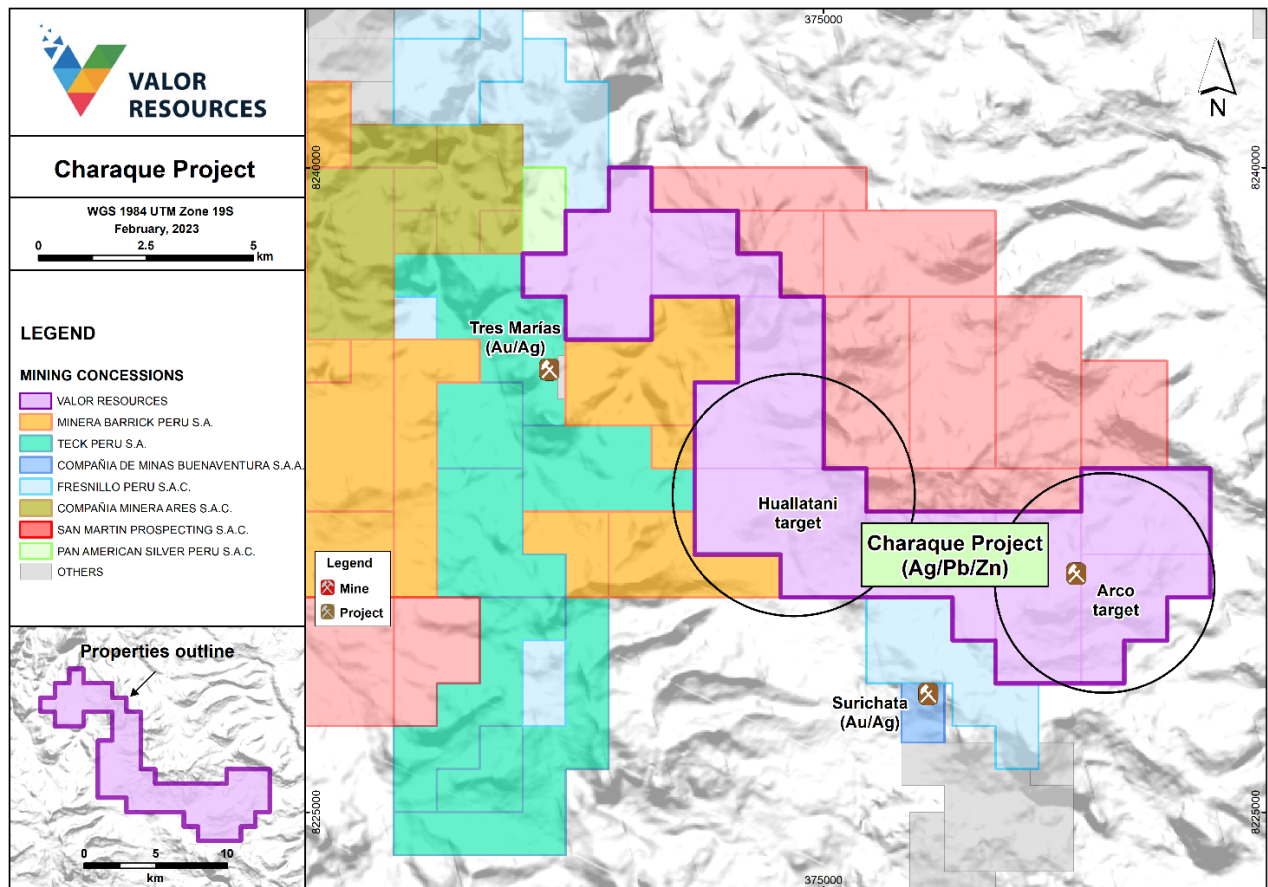 VALOR
RESOURCES
Charaque Project
WGS 1984 UTM Zone 19S
February, 2023
0 2.5 5
km
LEGEND
MINING CONCESSIONS
VALOR RESOURCES
MINERA BARRICK PERU S.A.
TECK PERU S.A.
COMPAÑIA DE MINAS BUENAVENTURA S.A.A.
FRESNILLO PERU S.A.C.
COMPAÑIA MINERA ARES S.A.C.
SAN MARTIN PROSPECTING S.A.C.
PAN AMERICAN SILVER PERU S.A.C.
OTHERS
Properties outline
0 5 10
km
375000
N
8240000
8240000
Tres Marías
(Au/Ag)
Huallatani
target
Charaque Project
(Ag/Pb/Zn)
Arco
target
Legend
Mine
Project
Surichata
(Au/Ag)
8225000
8225000
375000